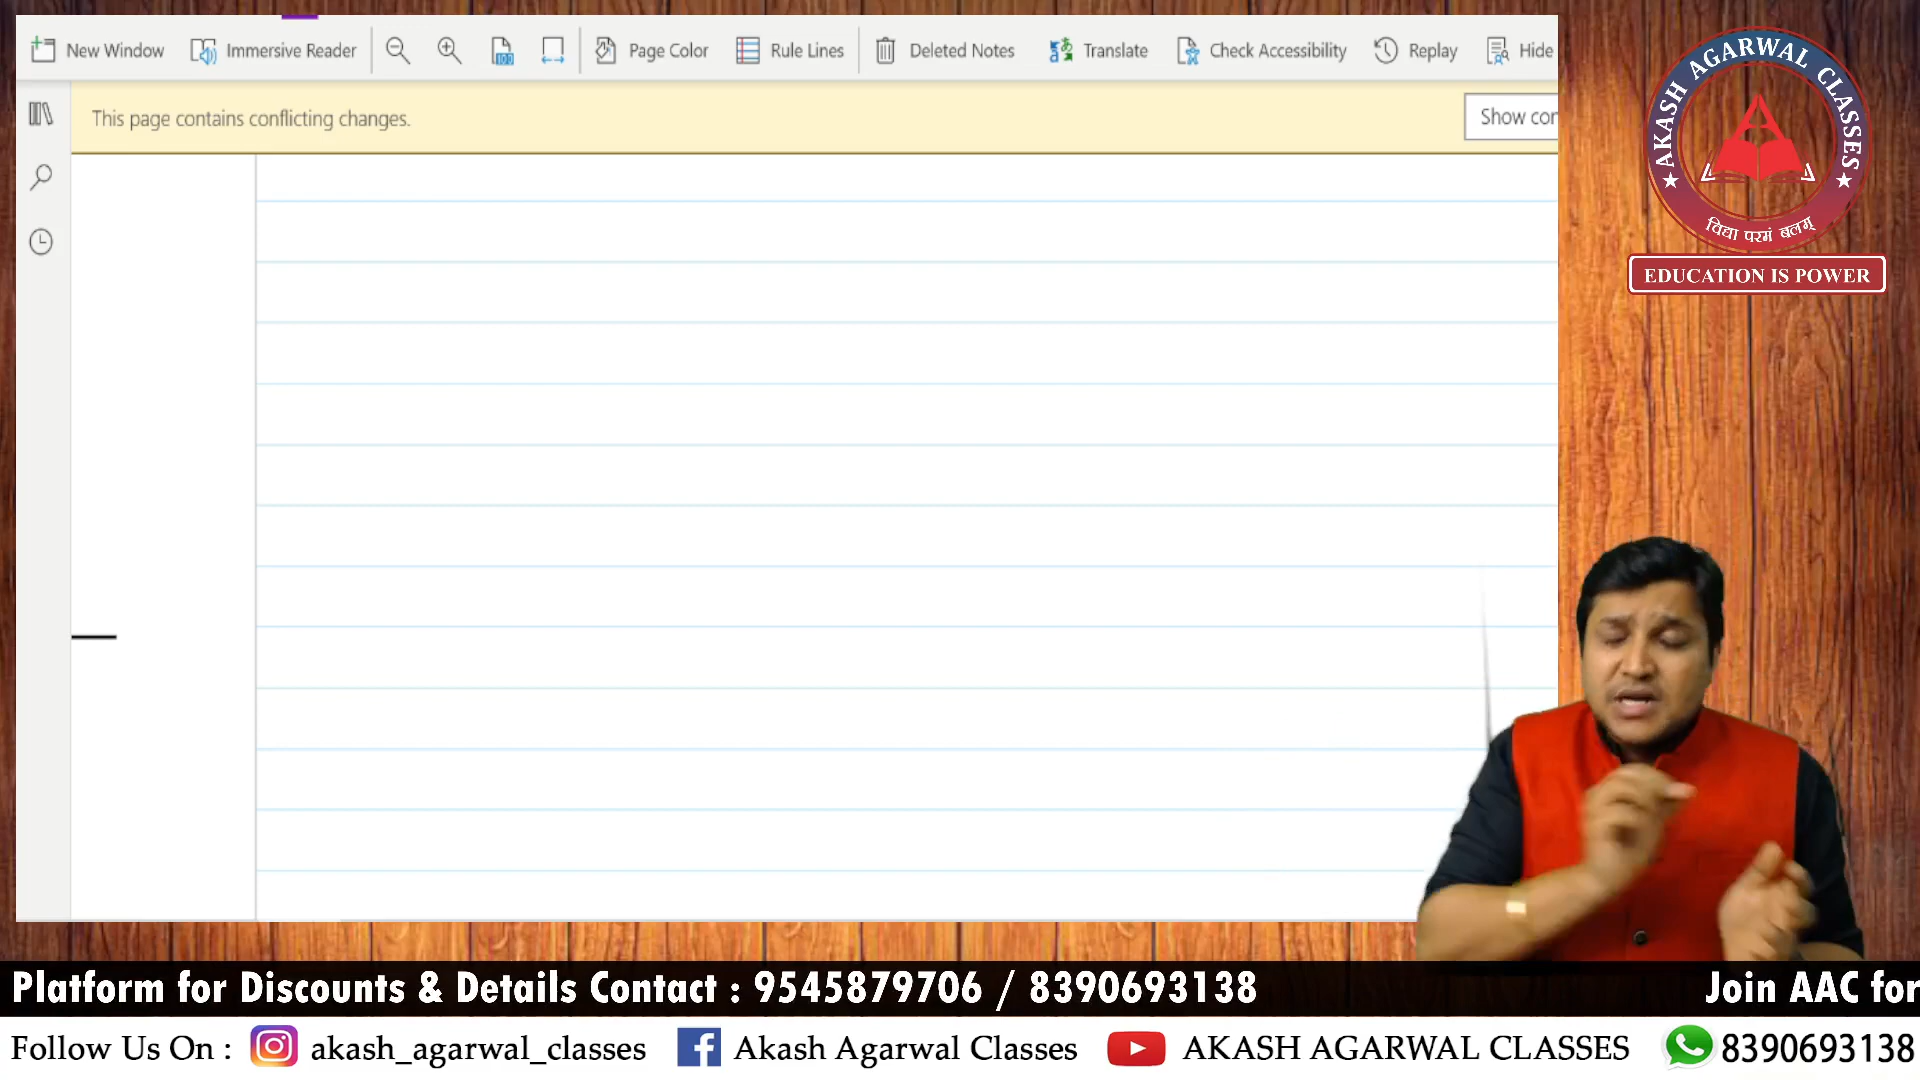 New Window Immersive Reader Page Color Rule Lines Deleted Notes Translate Check Accessibility Replay Hide
This page contains conflicting changes.
Show con
AKASH AGARWAL CLASSES
विद्या परमं बलम्
EDUCATION IS POWER
Platform for Discounts & Details Contact : 9545879706 / 8390693138 Join AAC for
Follow Us On : akash_agarwal_classes Akash Agarwal Classes AKASH AGARWAL CLASSES 8390693138